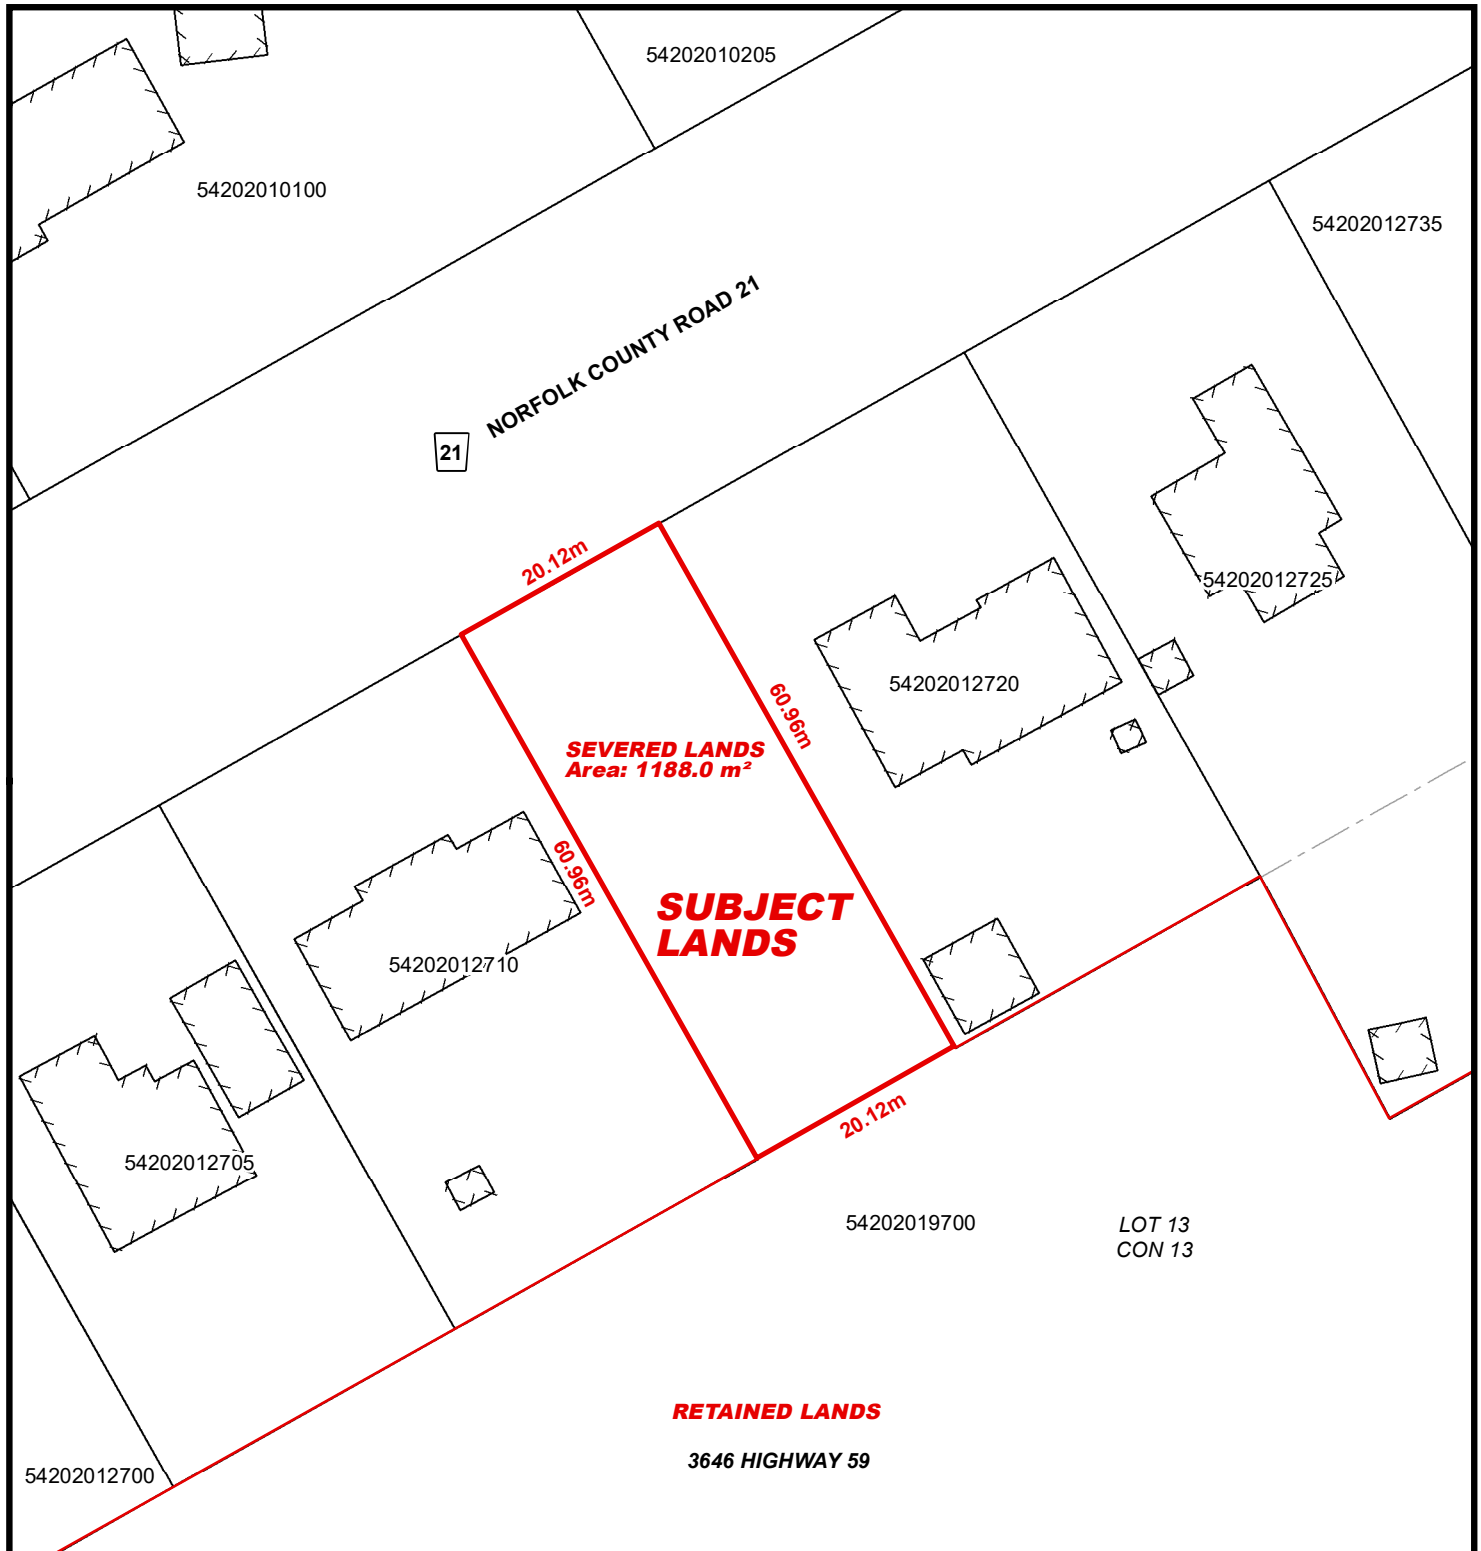 54202010205
54202010100
54202012735
NORFOLK COUNTY ROAD 21
21
20.12m
54202012725
54202012720
60.96m
SEVERED LANDS
Area: 1188.0 m²
60.96m
SUBJECT
LANDS
54202012710
20.12m
54202012705
54202019700
LOT 13
CON 13
RETAINED LANDS
3646 HIGHWAY 59
54202012700